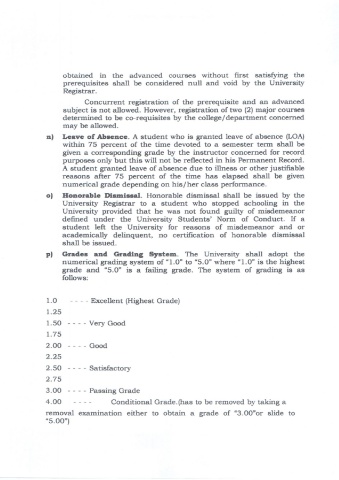 obtained in the advanced courses without first satisfying the
prerequisites shall be considered null and void by the University
Registrar.
Concurrent registration of the prerequisite and an advanced
subject is not allowed. However, registration of two (2) major courses
determined to be co-requisites by the college/department concerned
may be allowed.
n) Leave of Absence. A student who is granted leave of absence (LOA)
within 75 percent of the time devoted to a semester term shall be
given a corresponding grade by the instructor concerned for record
purposes only but this will not be reflected in his Permanent Record.
A student granted leave of absence due to illness or other justifiable
reasons after 75 percent of the time has elapsed shall be given
numerical grade depending on his/her class performance.
o) Honorable Dismissal. Honorable dismissal shall be issued by the
University Registrar to a student who stopped schooling in the
University provided that he was not found guilty of misdemeanor
defined under the University Students' Norm of Conduct. If a
student left the University for reasons of misdemeanor and or
academically delinquent, no certification of honorable dismissal
shall be issued.
p) Grades and Grading System. The University shall adopt the
numerical grading system of "1.0" to "5.0" where "1.0" is the highest
grade and "5.0" is a failing grade. The system of grading is as
follows:
1.0 - - - - Excellent (Highest Grade)
1.25
1.50 - - - - Very Good
1.75
2.00 - - - - Good
2.25
2.50 - - - - Satisfactory
2.75
3.00 - - - - Passing Grade
4.00 - - - - Conditional Grade.(has to be removed by taking a
removal examination either to obtain a grade of "3.00"or slide to
"5.00")